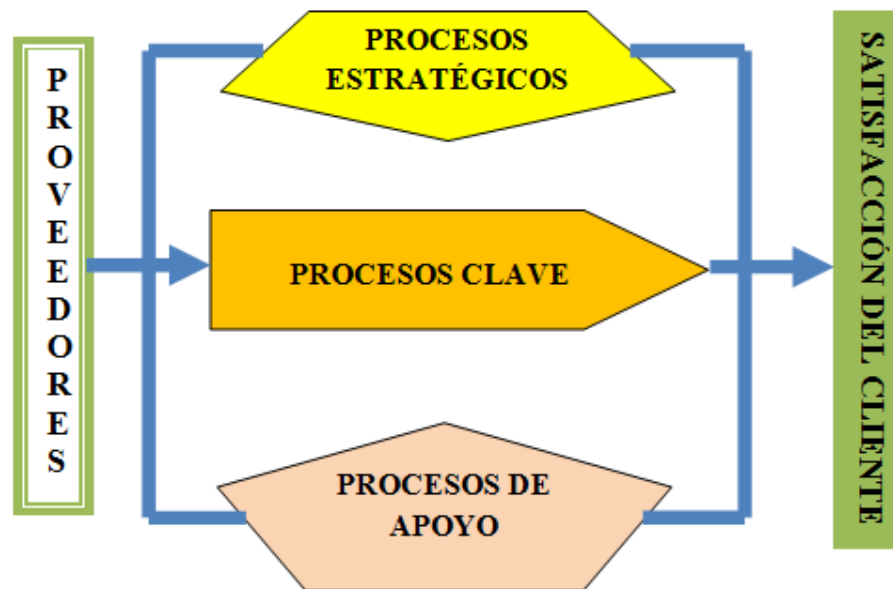 PROVEEDORES
PROCESOS
ESTRATÉGICOS
PROCESOS CLAVE
PROCESOS DE
APOYO
SATISFACCIÓN DEL CLIENTE